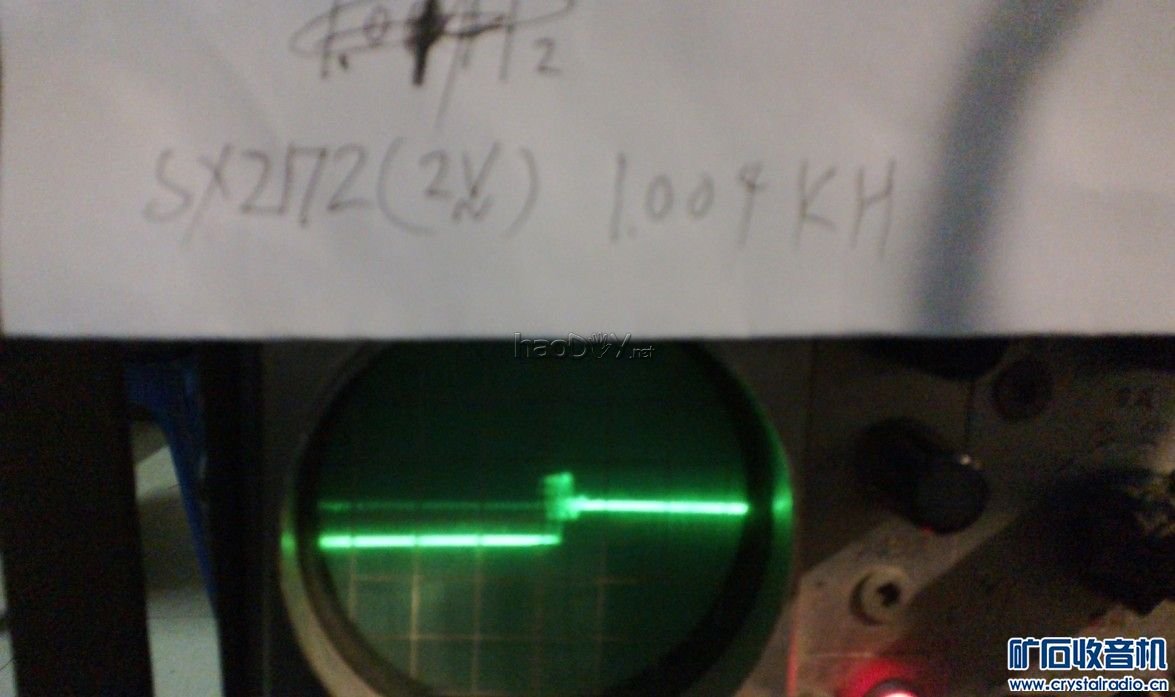 SX2172(2V~) 1.004KH
haoDIY.net
矿石收音机
www.crystalradio.cn